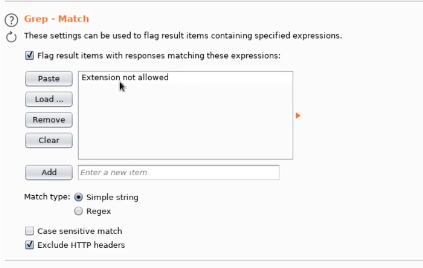 Grep - Match
These settings can be used to flag result items containing specified expressions.
Flag result items with responses matching these expressions:
Paste
Extension not allowed
Load ...
Remove
Clear
Add
Enter a new item
Match type:
Simple string
Regex
Case sensitive match
Exclude HTTP headers